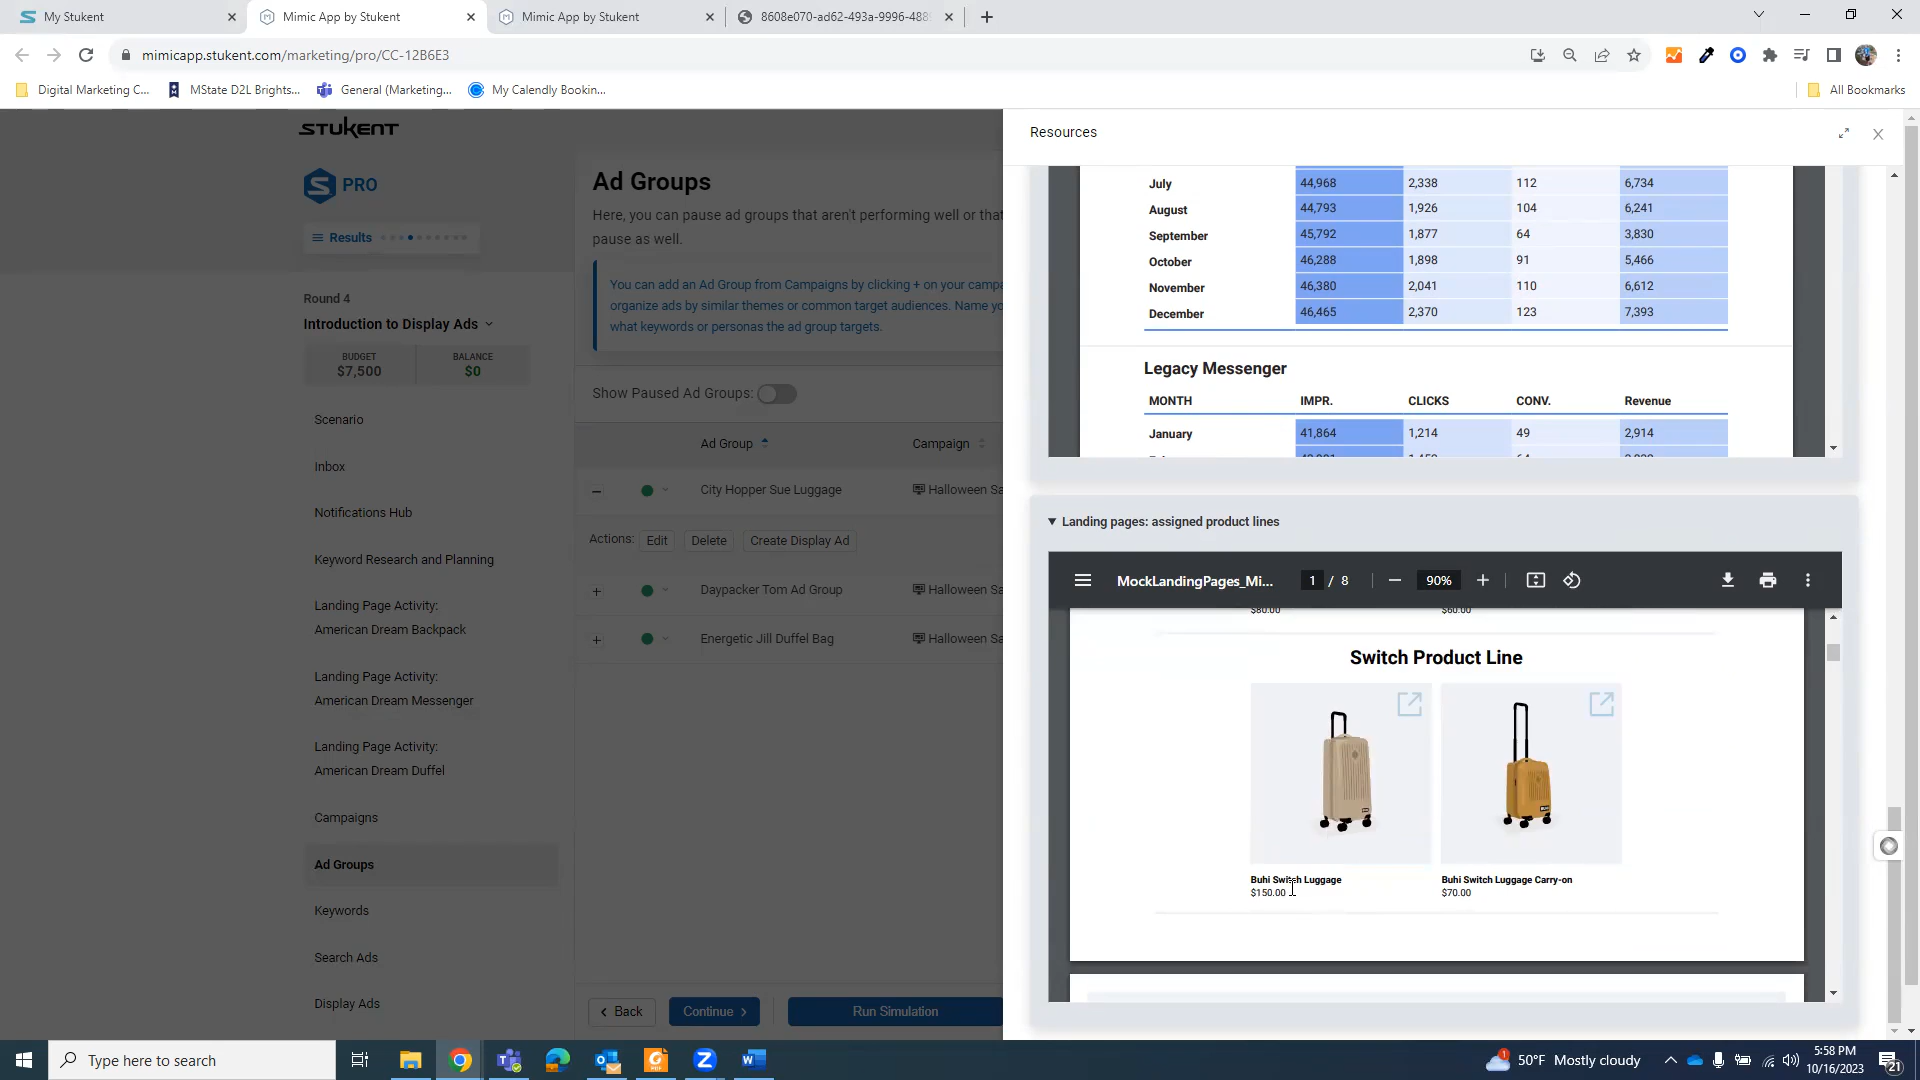 My Stukent
Mimic App by Stukent
Mimic App by Stukent
8608e070-ad62-493a-9996-488
mimicapp.stukent.com/marketing/pro/CC-12B6E3
Digital Marketing C...
MState D2L Brights...
General (Marketing...
My Calendly Bookin...
All Bookmarks
STUKENT
PRO
Results
Round 4
Introduction to Display Ads
BUDGET
$7,500
BALANCE
$0
Scenario
Inbox
Notifications Hub
Keyword Research and Planning
Landing Page Activity:
American Dream Backpack
Landing Page Activity:
American Dream Messenger
Landing Page Activity:
American Dream Duffel
Campaigns
Ad Groups
Keywords
Search Ads
Display Ads
Ad Groups
Here, you can pause ad groups that aren't performing well or that
pause as well.
You can add an Ad Group from Campaigns by clicking + on your campa
organize ads by similar themes or common target audiences. Name yo
what keywords or personas the ad group targets.
Show Paused Ad Groups:
Ad Group Campaign
City Hopper Sue Luggage Halloween Sa
Actions: Edit Delete Create Display Ad
Daypacker Tom Ad Group Halloween Sa
Energetic Jill Duffel Bag Halloween Sa
Back
Continue
Run Simulation
Resources
July 44,968 2,338 112 6,734
August 44,793 1,926 104 6,241
September 45,792 1,877 64 3,830
October 46,288 1,898 91 5,466
November 46,380 2,041 110 6,612
December 46,465 2,370 123 7,393
Legacy Messenger
MONTH IMPR. CLICKS CONV. Revenue
January 41,864 1,214 49 2,914
Landing pages: assigned product lines
MockLandingPages_Mi... 1 / 8 90%
$80.00 $60.00
Switch Product Line
Buhi Switch Luggage
$150.00
Buhi Switch Luggage Carry-on
$70.00
Type here to search
50°F Mostly cloudy
5:58 PM
10/16/2023
21